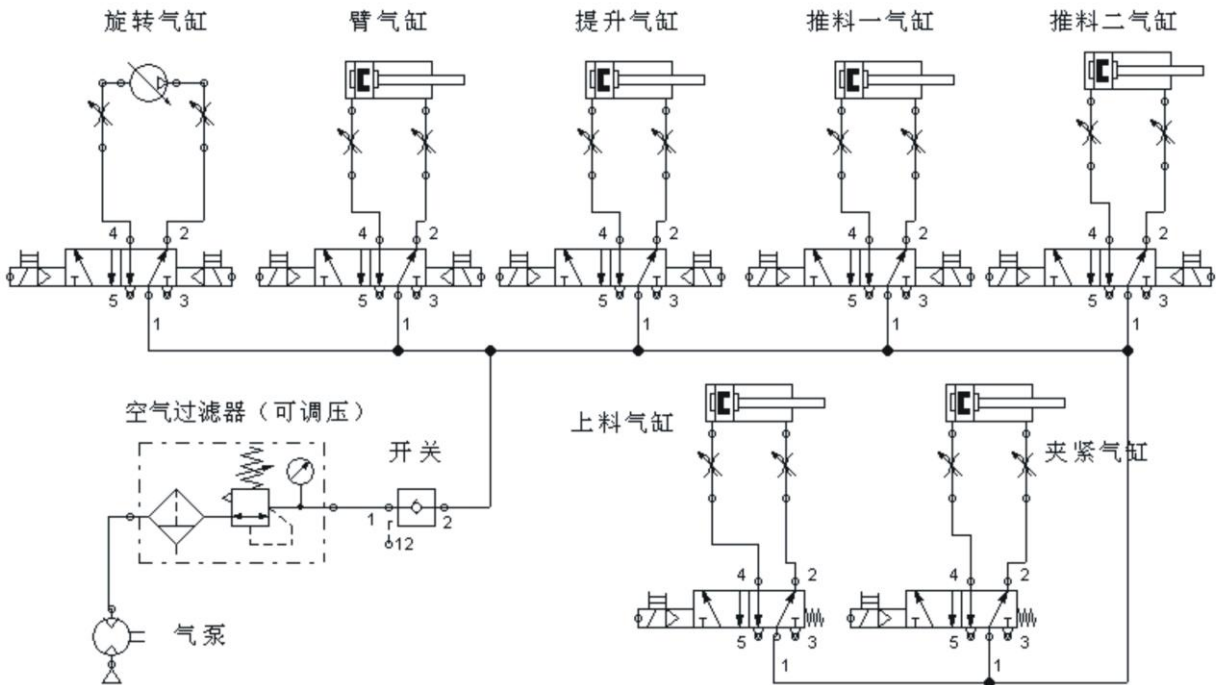 旋转气缸 臂气缸 提升气缸 推料一气缸 推料二气缸
4 2 4 2 4 2 4 2 4 2
5 3 5 3 5 3 5 3 5 3
1 1 1 1 1
空气过滤器（可调压）
开关
上料气缸
夹紧气缸
1 2
12
4 2 4 2
气泵
5 3 5 3
1 1